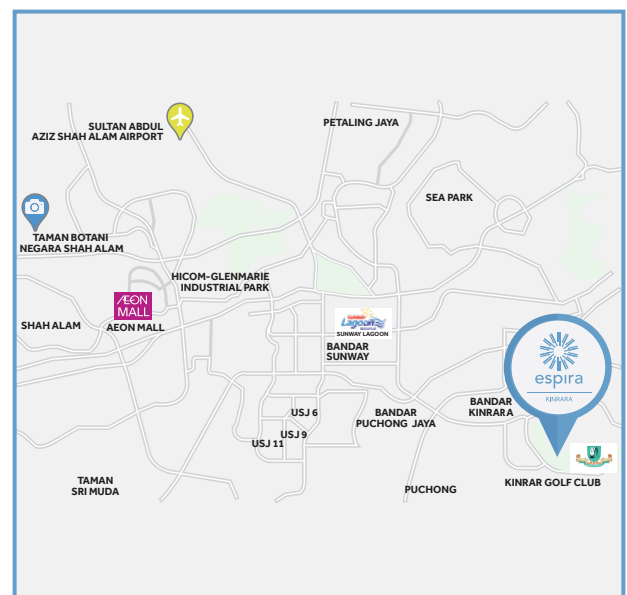 SULTAN ABDUL
AZIZ SHAH ALAM AIRPORT
PETALING JAYA
SEA PARK
TAMAN BOTANI
NEGARA SHAH ALAM
HICOM-GLENMARIE
INDUSTRIAL PARK
AEON
MALL
AEON MALL
SHAH ALAM
Lagoon
SUNWAY LAGOON
BANDAR
SUNWAY
espira
KINRARA
BANDAR
KINRARA
USJ 6
USJ 9
USJ 11
BANDAR
PUCHONG JAYA
TAMAN
SRI MUDA
PUCHONG
KINRAR GOLF CLUB